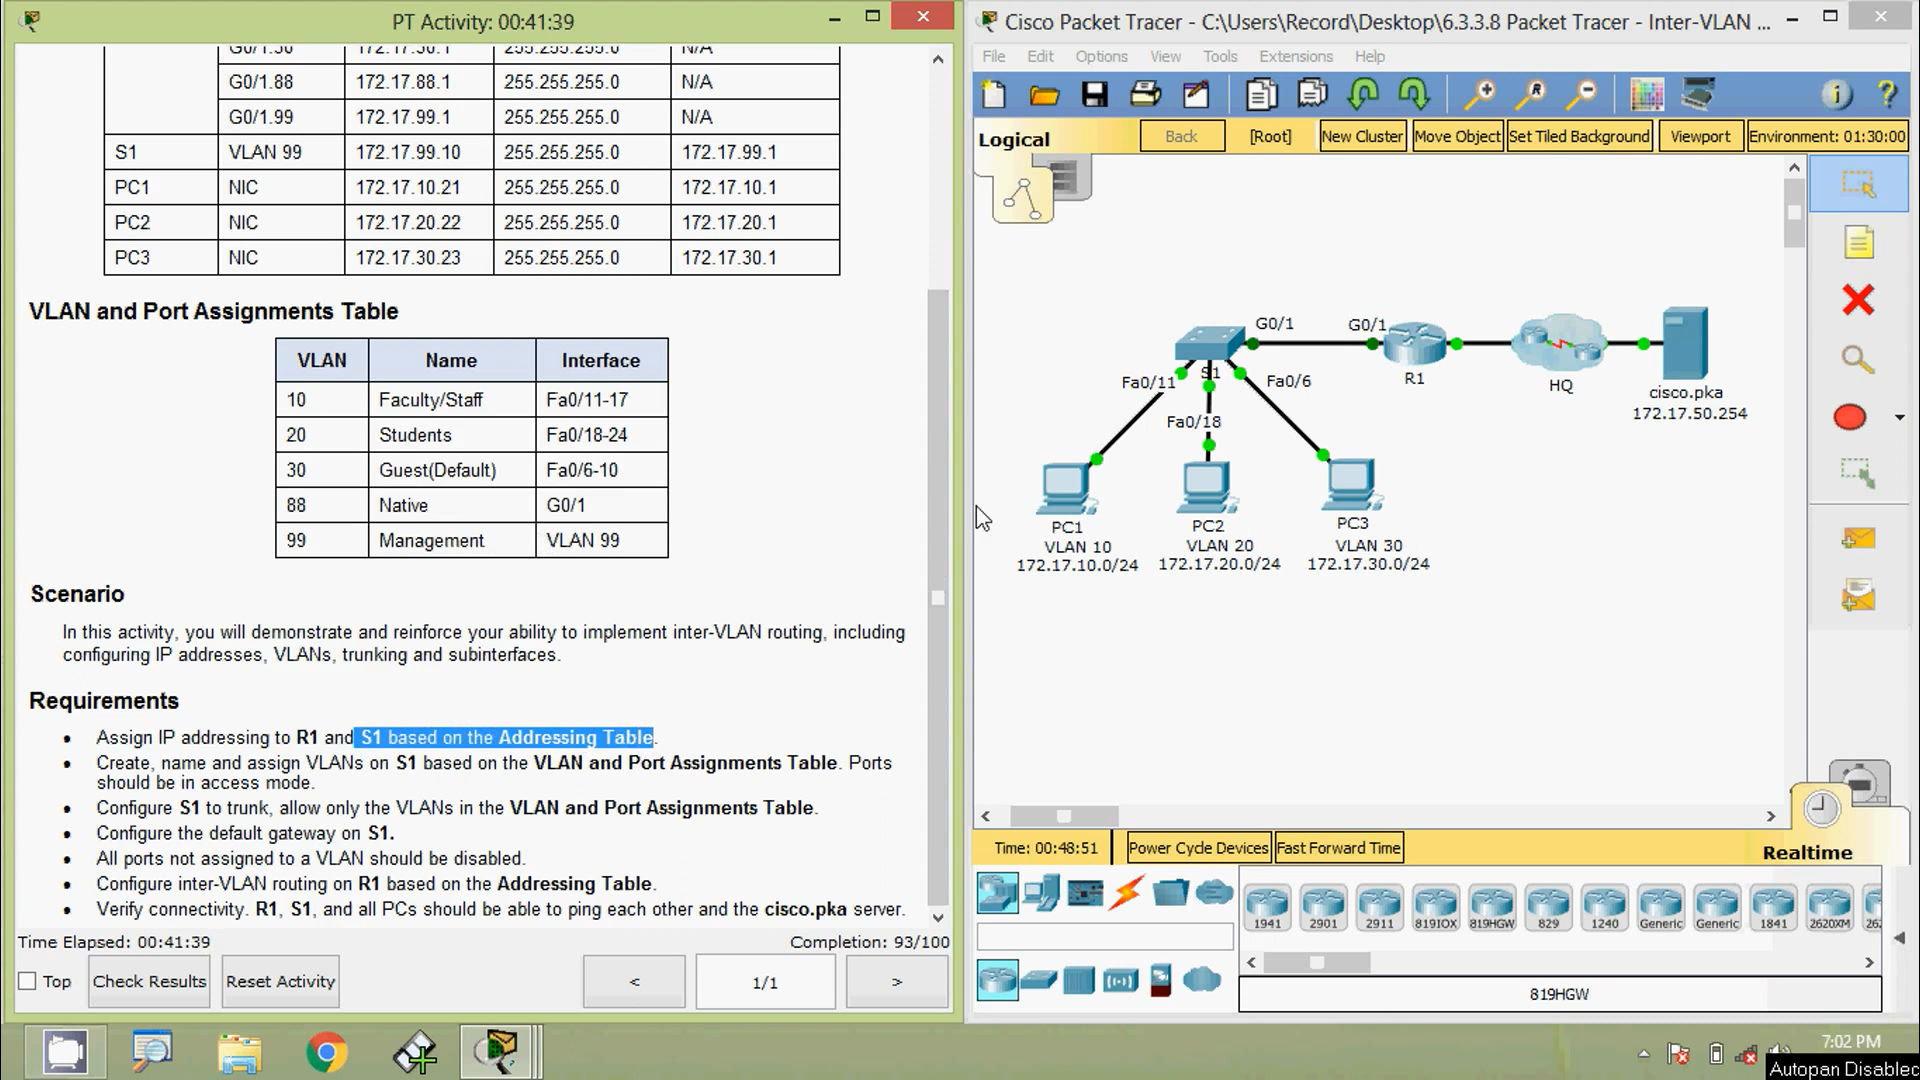 PT Activity: 00:41:39
G0/1.30 172.17.30.1 255.255.255.0 N/A
G0/1.88 172.17.88.1 255.255.255.0 N/A
G0/1.99 172.17.99.1 255.255.255.0 N/A
S1 VLAN 99 172.17.99.10 255.255.255.0 172.17.99.1
PC1 NIC 172.17.10.21 255.255.255.0 172.17.10.1
PC2 NIC 172.17.20.22 255.255.255.0 172.17.20.1
PC3 NIC 172.17.30.23 255.255.255.0 172.17.30.1
VLAN and Port Assignments Table
VLAN Name Interface
10 Faculty/Staff Fa0/11-17
20 Students Fa0/18-24
30 Guest(Default) Fa0/6-10
88 Native G0/1
99 Management VLAN 99
Scenario
In this activity, you will demonstrate and reinforce your ability to implement inter-VLAN routing, including
configuring IP addresses, VLANs, trunking and subinterfaces.
Requirements
• Assign IP addressing to R1 and S1 based on the Addressing Table.
• Create, name and assign VLANs on S1 based on the VLAN and Port Assignments Table. Ports
should be in access mode.
• Configure S1 to trunk, allow only the VLANs in the VLAN and Port Assignments Table.
• Configure the default gateway on S1.
• All ports not assigned to a VLAN should be disabled.
• Configure inter-VLAN routing on R1 based on the Addressing Table.
• Verify connectivity. R1, S1, and all PCs should be able to ping each other and the cisco.pka server.
Time Elapsed: 00:41:39 Completion: 93/100
Top Check Results Reset Activity < 1/1 >
Cisco Packet Tracer - C:\Users\Record\Desktop\6.3.3.8 Packet Tracer - Inter-VLAN ...
File Edit Options View Tools Extensions Help
Logical Back [Root] New Cluster Move Object Set Tiled Background Viewport Environment: 01:30:00
G0/1 G0/1
S1 R1 HQ cisco.pka
172.17.50.254
Fa0/11 Fa0/18 Fa0/6
PC1 PC2 PC3
VLAN 10 VLAN 20 VLAN 30
172.17.10.0/24 172.17.20.0/24 172.17.30.0/24
Time: 00:48:51 Power Cycle Devices Fast Forward Time Realtime
1941 2901 2911 819IOX 819HGW 829 1240 Generic Generic 1841 2620XM 262
819HGW
7:02 PM
Autopan Disabled